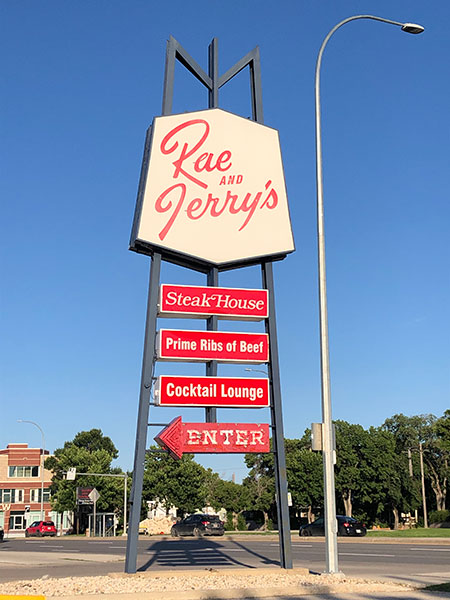 Rae
AND
Jerry's
Steak House
Prime Ribs of Beef
Cocktail Lounge
ENTER